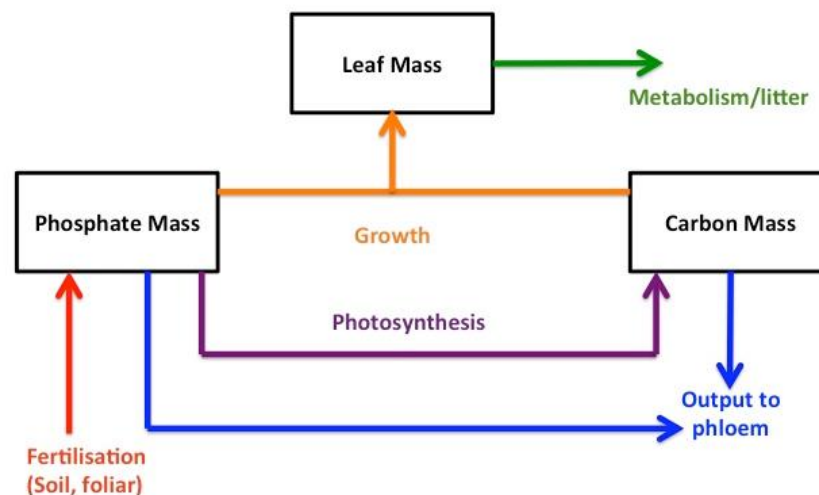 Leaf Mass
Metabolism/litter
Phosphate Mass
Carbon Mass
Growth
Photosynthesis
Output to
phloem
Fertilisation
(Soil, foliar)